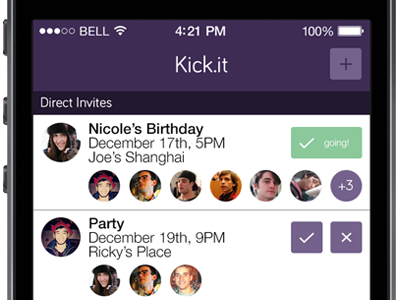 BELL 4:21 PM 100%
Kick.it
+
Direct Invites
Nicole's Birthday
December 17th, 5PM
Joe's Shanghai
going!
+3
Party
December 19th, 9PM
Ricky's Place